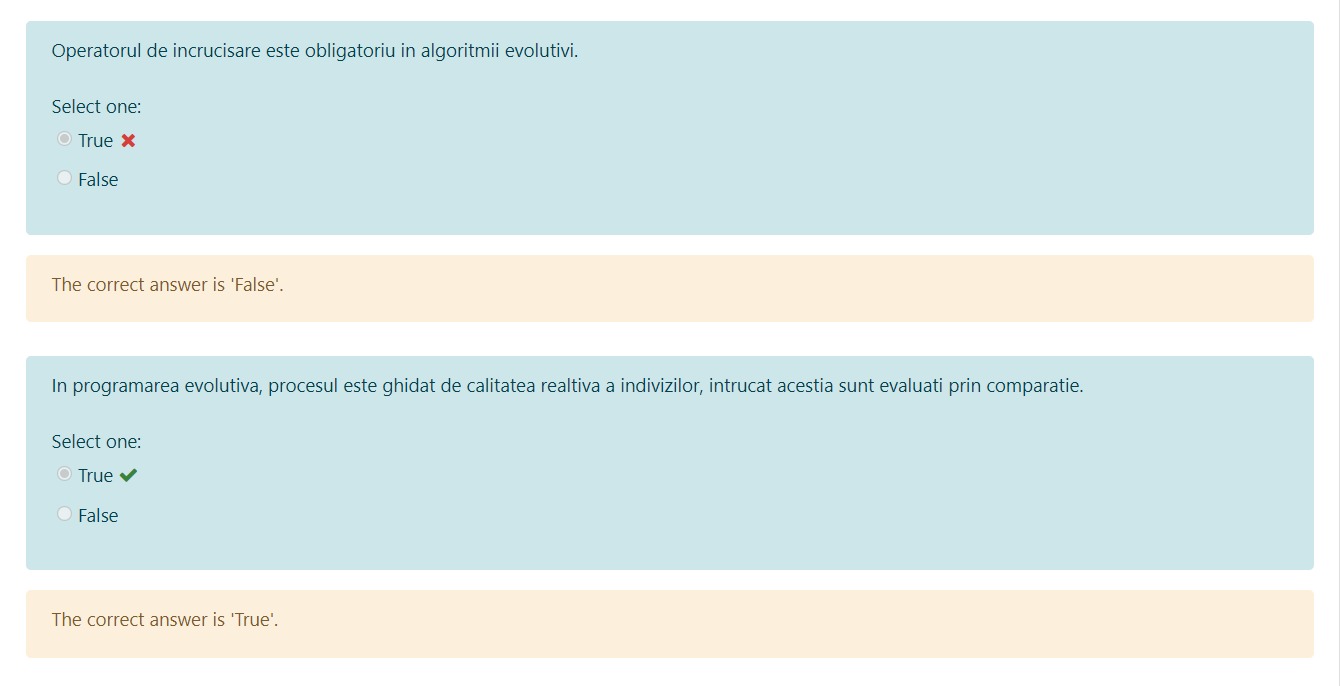 Operatorul de incrucisare este obligatoriu in algoritmii evolutivi.
Select one:
True
False
The correct answer is 'False'.
In programarea evolutiva, procesul este ghidat de calitatea realtiva a indivizilor, intrucat acestia sunt evaluati prin comparatie.
Select one:
True
False
The correct answer is 'True'.